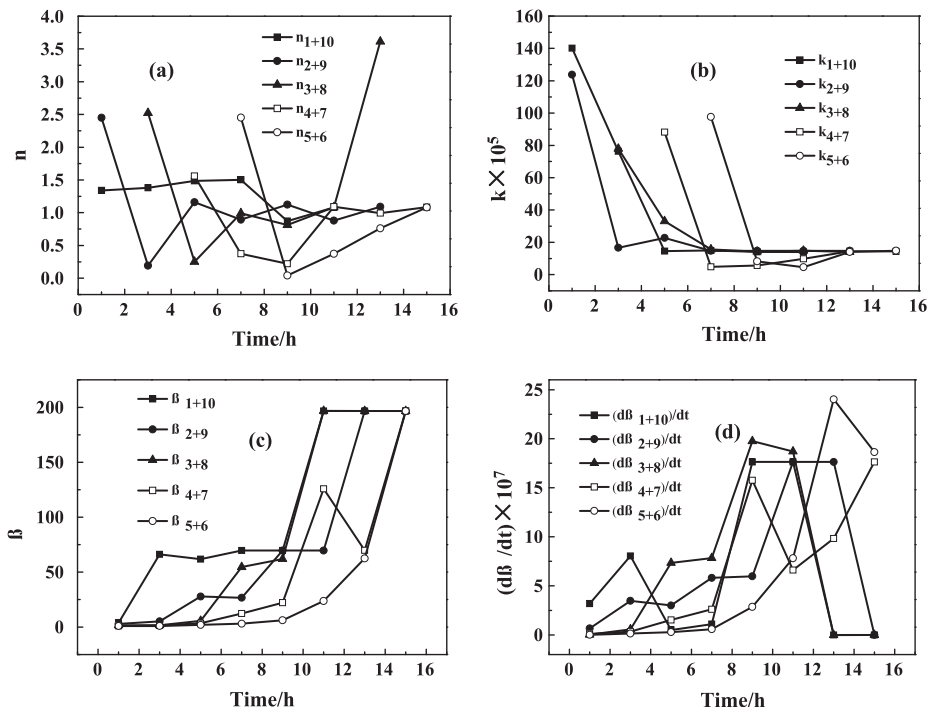 4.0
3.5
3.0
2.5
2.0
1.5
1.0
0.5
0.0
n
(a)
n1+10
n2+9
n3+8
n4+7
n5+6
0 2 4 6 8 10 12 14 16
Time/h
160
140
120
100
80
60
40
20
0
k×10^5
(b)
k1+10
k2+9
k3+8
k4+7
k5+6
0 2 4 6 8 10 12 14 16
Time/h
200
150
100
50
0
ß
ß 1+10
ß 2+9
ß 3+8
ß 4+7
ß 5+6
(c)
0 2 4 6 8 10 12 14 16
Time/h
25
20
15
10
5
0
(dß /dt)×10^7
(dß 1+10)/dt
(dß 2+9)/dt
(dß 3+8)/dt
(dß 4+7)/dt
(dß 5+6)/dt
(d)
0 2 4 6 8 10 12 14 16
Time/h